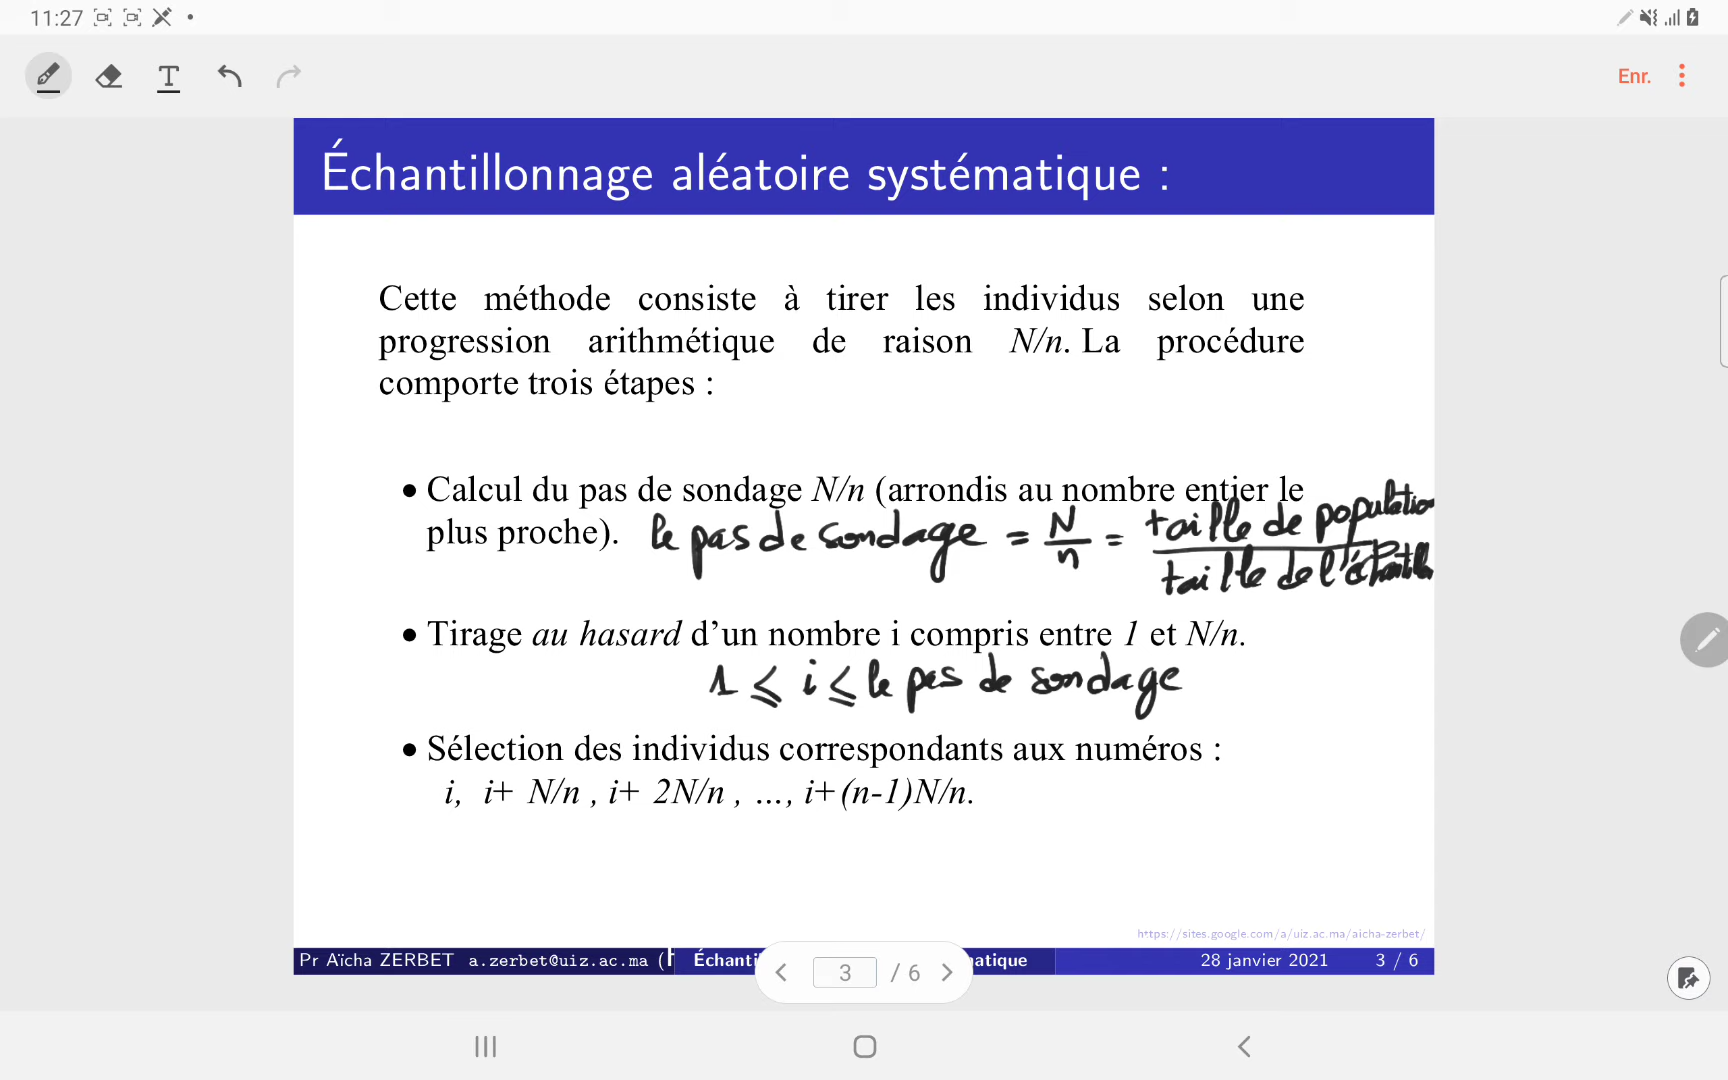 11:27
Enr.
Échantillonnage aléatoire systématique :
Cette méthode consiste à tirer les individus selon une
progression arithmétique de raison N/n. La procédure
comporte trois étapes :
• Calcul du pas de sondage N/n (arrondis au nombre entier le
plus proche).
le pas de sondage = N/n = taille de population / taille de l'échantill
• Tirage au hasard d'un nombre i compris entre 1 et N/n.
1 ⩽ i ⩽ le pas de sondage
• Sélection des individus correspondants aux numéros :
i, i+ N/n , i+ 2N/n , ..., i+(n-1)N/n.
https://sites.google.com/a/uiz.ac.ma/aicha-zerbet/
Pr Aïcha ZERBET a.zerbet@uiz.ac.ma ( Échanti matique 28 janvier 2021 3 / 6
3 / 6